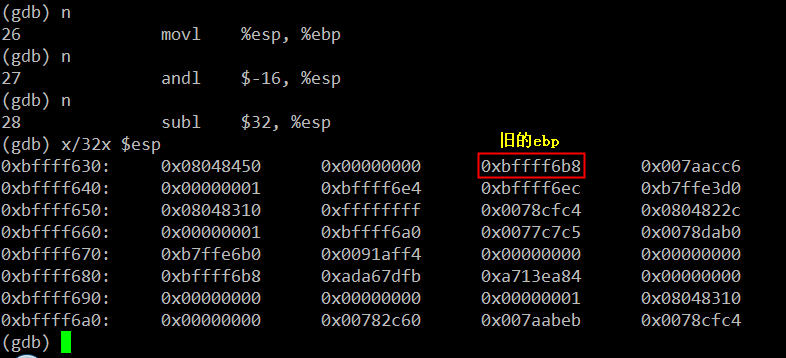 (gdb) n
26 movl %esp, %ebp
(gdb) n
27 andl $-16, %esp
(gdb) n
28 subl $32, %esp
(gdb) x/32x $esp
旧的ebp
0xbffff630: 0x08048450 0x00000000 0xbffff6b8 0x007aacc6
0xbffff640: 0x00000001 0xbffff6e4 0xbffff6ec 0xb7ffe3d0
0xbffff650: 0x08048310 0xffffffff 0x0078cfc4 0x0804822c
0xbffff660: 0x00000001 0xbffff6a0 0x0077c7c5 0x0078dab0
0xbffff670: 0xb7ffe6b0 0x0091aff4 0x00000000 0x00000000
0xbffff680: 0xbffff6b8 0xada67dfb 0xa713ea84 0x00000000
0xbffff690: 0x00000000 0x00000000 0x00000001 0x08048310
0xbffff6a0: 0x00000000 0x00782c60 0x007aabeb 0x0078cfc4
(gdb)